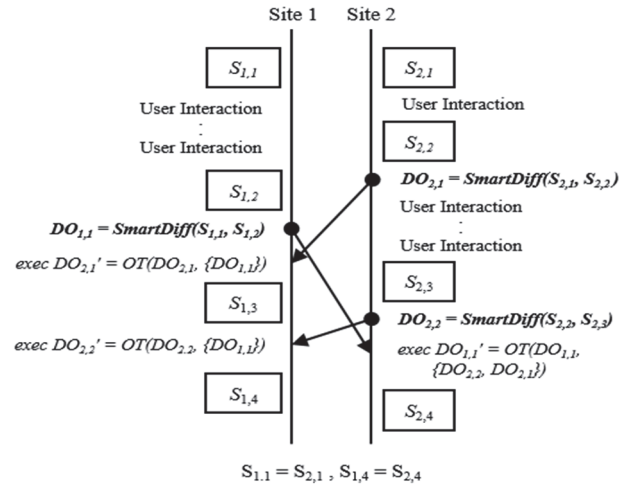 Site 1
Site 2
S1,1
S2,1
User Interaction
:
User Interaction
User Interaction
S2,2
S1,2
DO2,1 = SmartDiff(S2,1, S2,2)
User Interaction
:
User Interaction
DO1,1 = SmartDiff(S1,1, S1,2)
exec DO2,1' = OT(DO2,1, {DO1,1})
S1,3
S2,3
DO2,2 = SmartDiff(S2,2, S2,3)
exec DO2,2' = OT(DO2.2, {DO1,1})
exec DO1,1' = OT(DO1,1,
{DO2,2, DO2,1})
S1,4
S2,4
S1.1 = S2,1 , S1,4 = S2,4